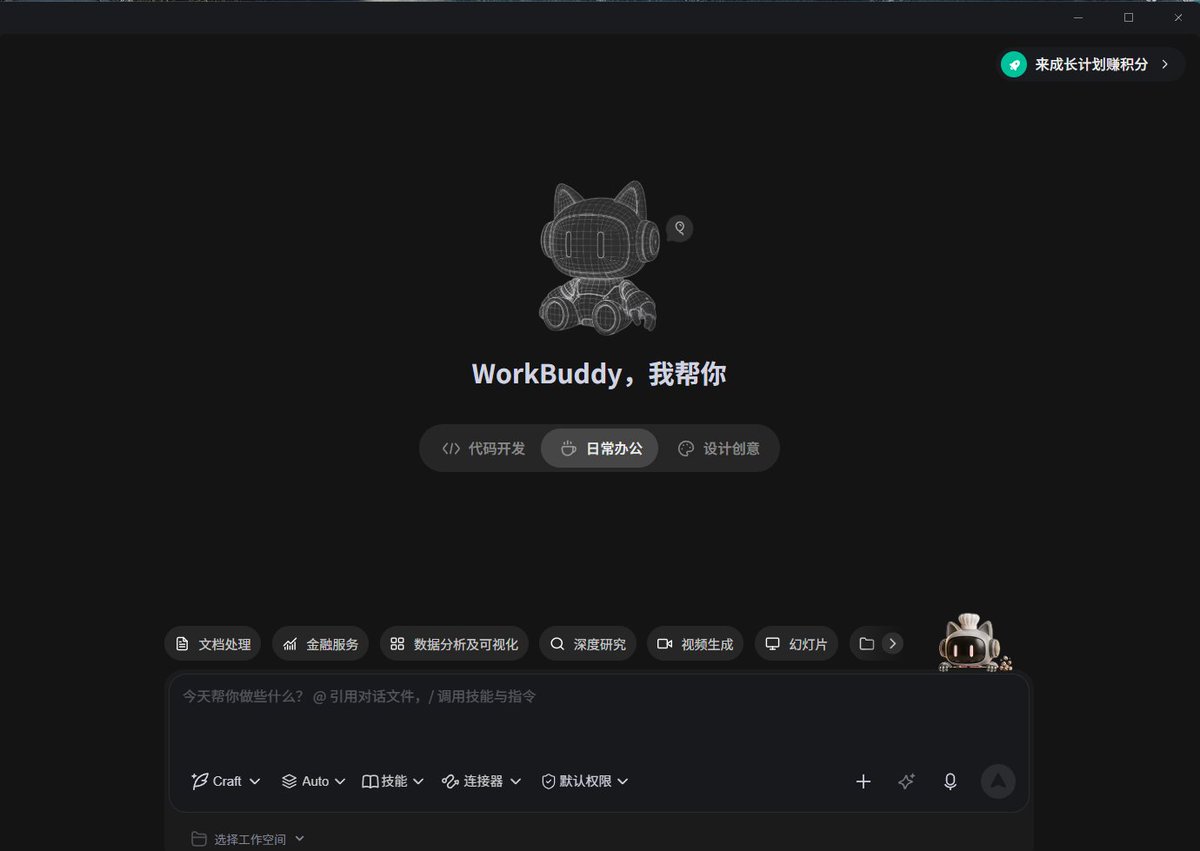 来成长计划赚积分
WorkBuddy，我帮你
代码开发 日常办公 设计创意
文档处理 金融服务 数据分析及可视化 深度研究 视频生成 幻灯片
今天帮你做些什么？ @ 引用对话文件，/ 调用技能与指令
Craft Auto 技能 连接器 默认权限
选择工作空间